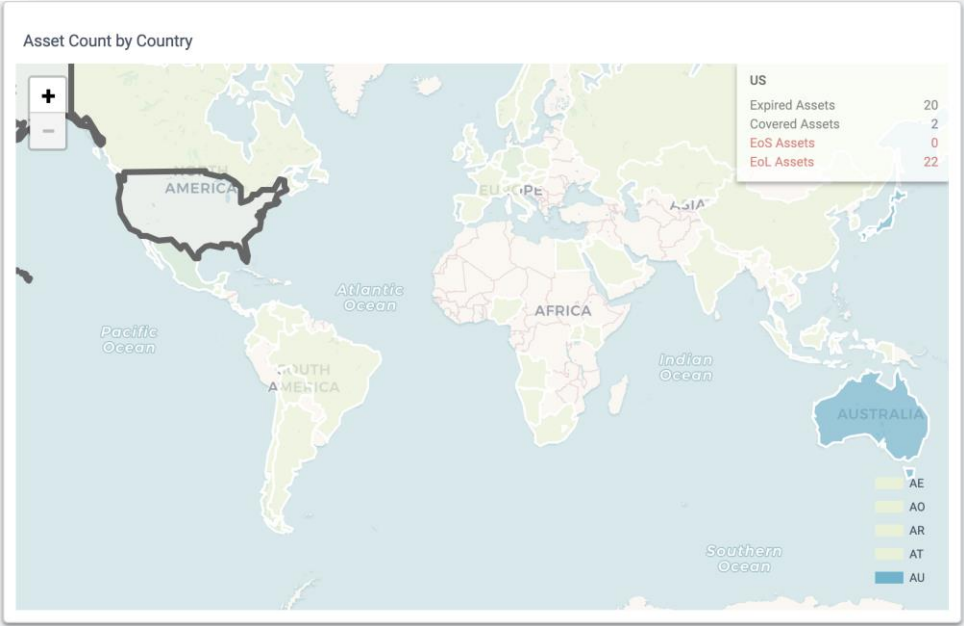 Asset Count by Country
+
−
US
Expired Assets 20
Covered Assets 2
EoS Assets 0
EoL Assets 22
NORTH
AMERICA
EUROPE
ASIA
Atlantic
Ocean
AFRICA
Pacific
Ocean
SOUTH
AMERICA
Indian
Ocean
AUSTRALIA
Southern
Ocean
AE
AO
AR
AT
AU